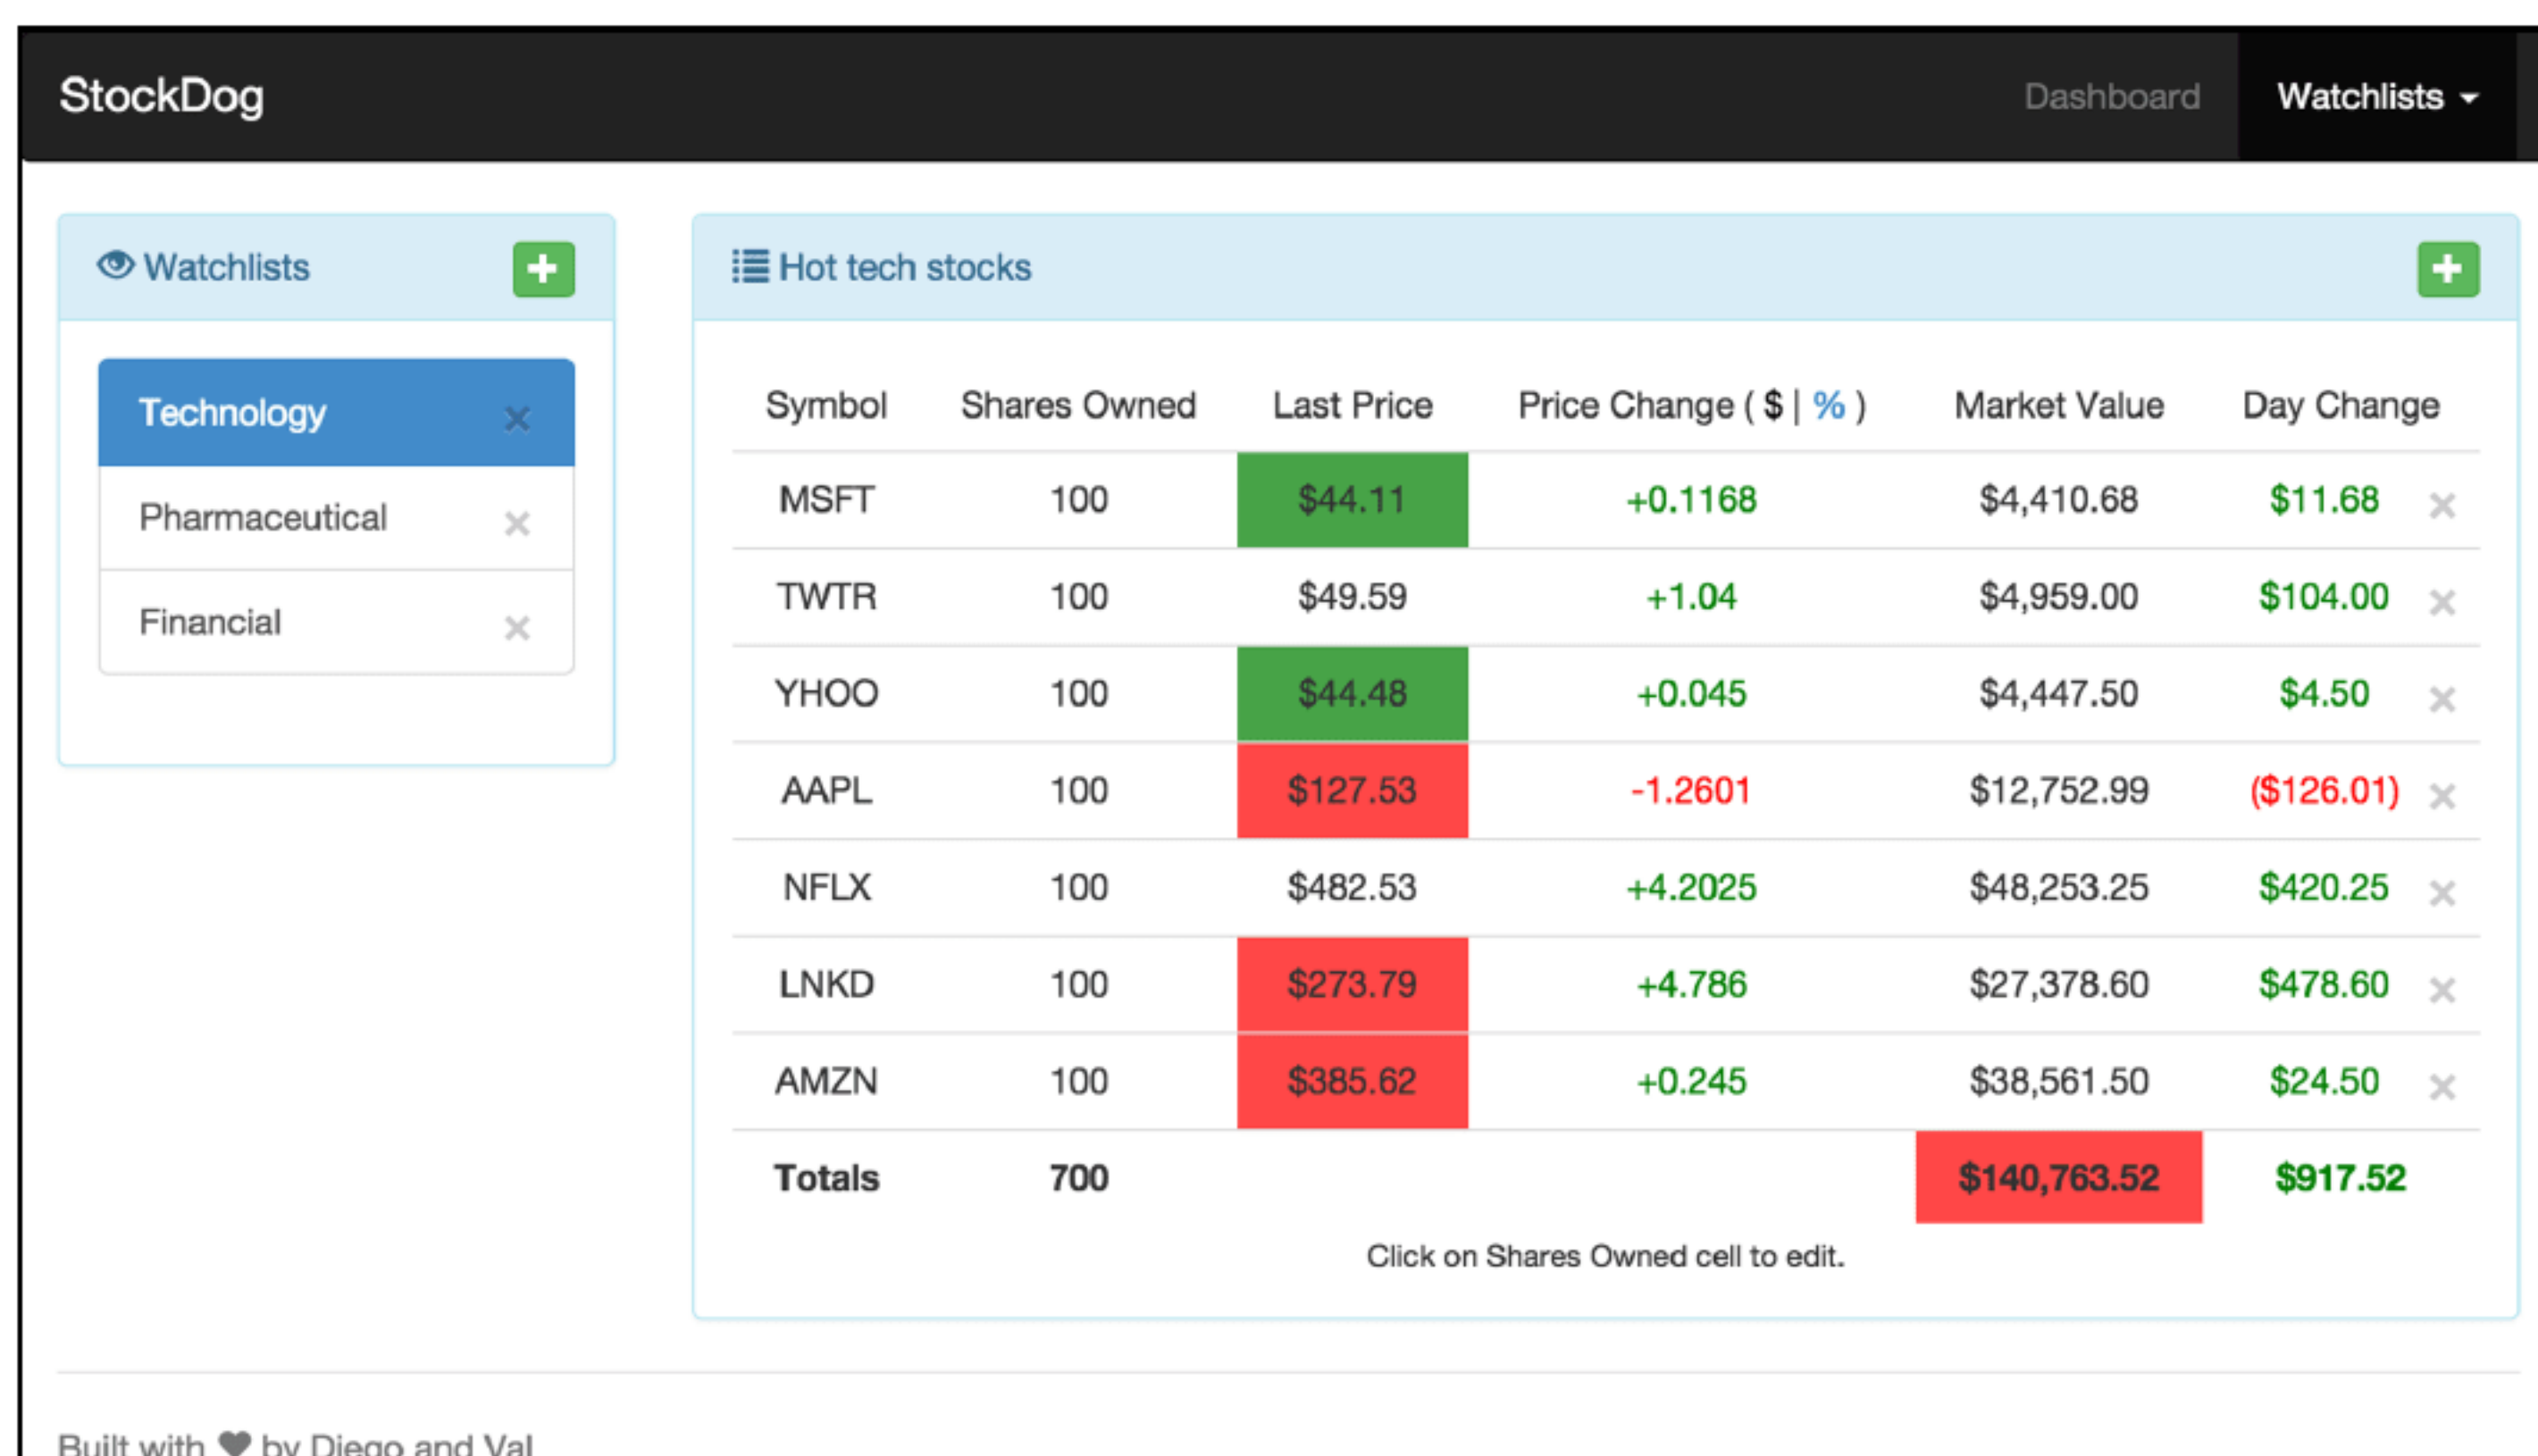 StockDog Dashboard Watchlists
Watchlists
Technology
Pharmaceutical
Financial
Hot tech stocks
Symbol Shares Owned Last Price Price Change ( $ | % ) Market Value Day Change
MSFT 100 $44.11 +0.1168 $4,410.68 $11.68
TWTR 100 $49.59 +1.04 $4,959.00 $104.00
YHOO 100 $44.48 +0.045 $4,447.50 $4.50
AAPL 100 $127.53 -1.2601 $12,752.99 ($126.01)
NFLX 100 $482.53 +4.2025 $48,253.25 $420.25
LNKD 100 $273.79 +4.786 $27,378.60 $478.60
AMZN 100 $385.62 +0.245 $38,561.50 $24.50
Totals 700 $140,763.52 $917.52
Click on Shares Owned cell to edit.
Built with ♥ by Diego and Val